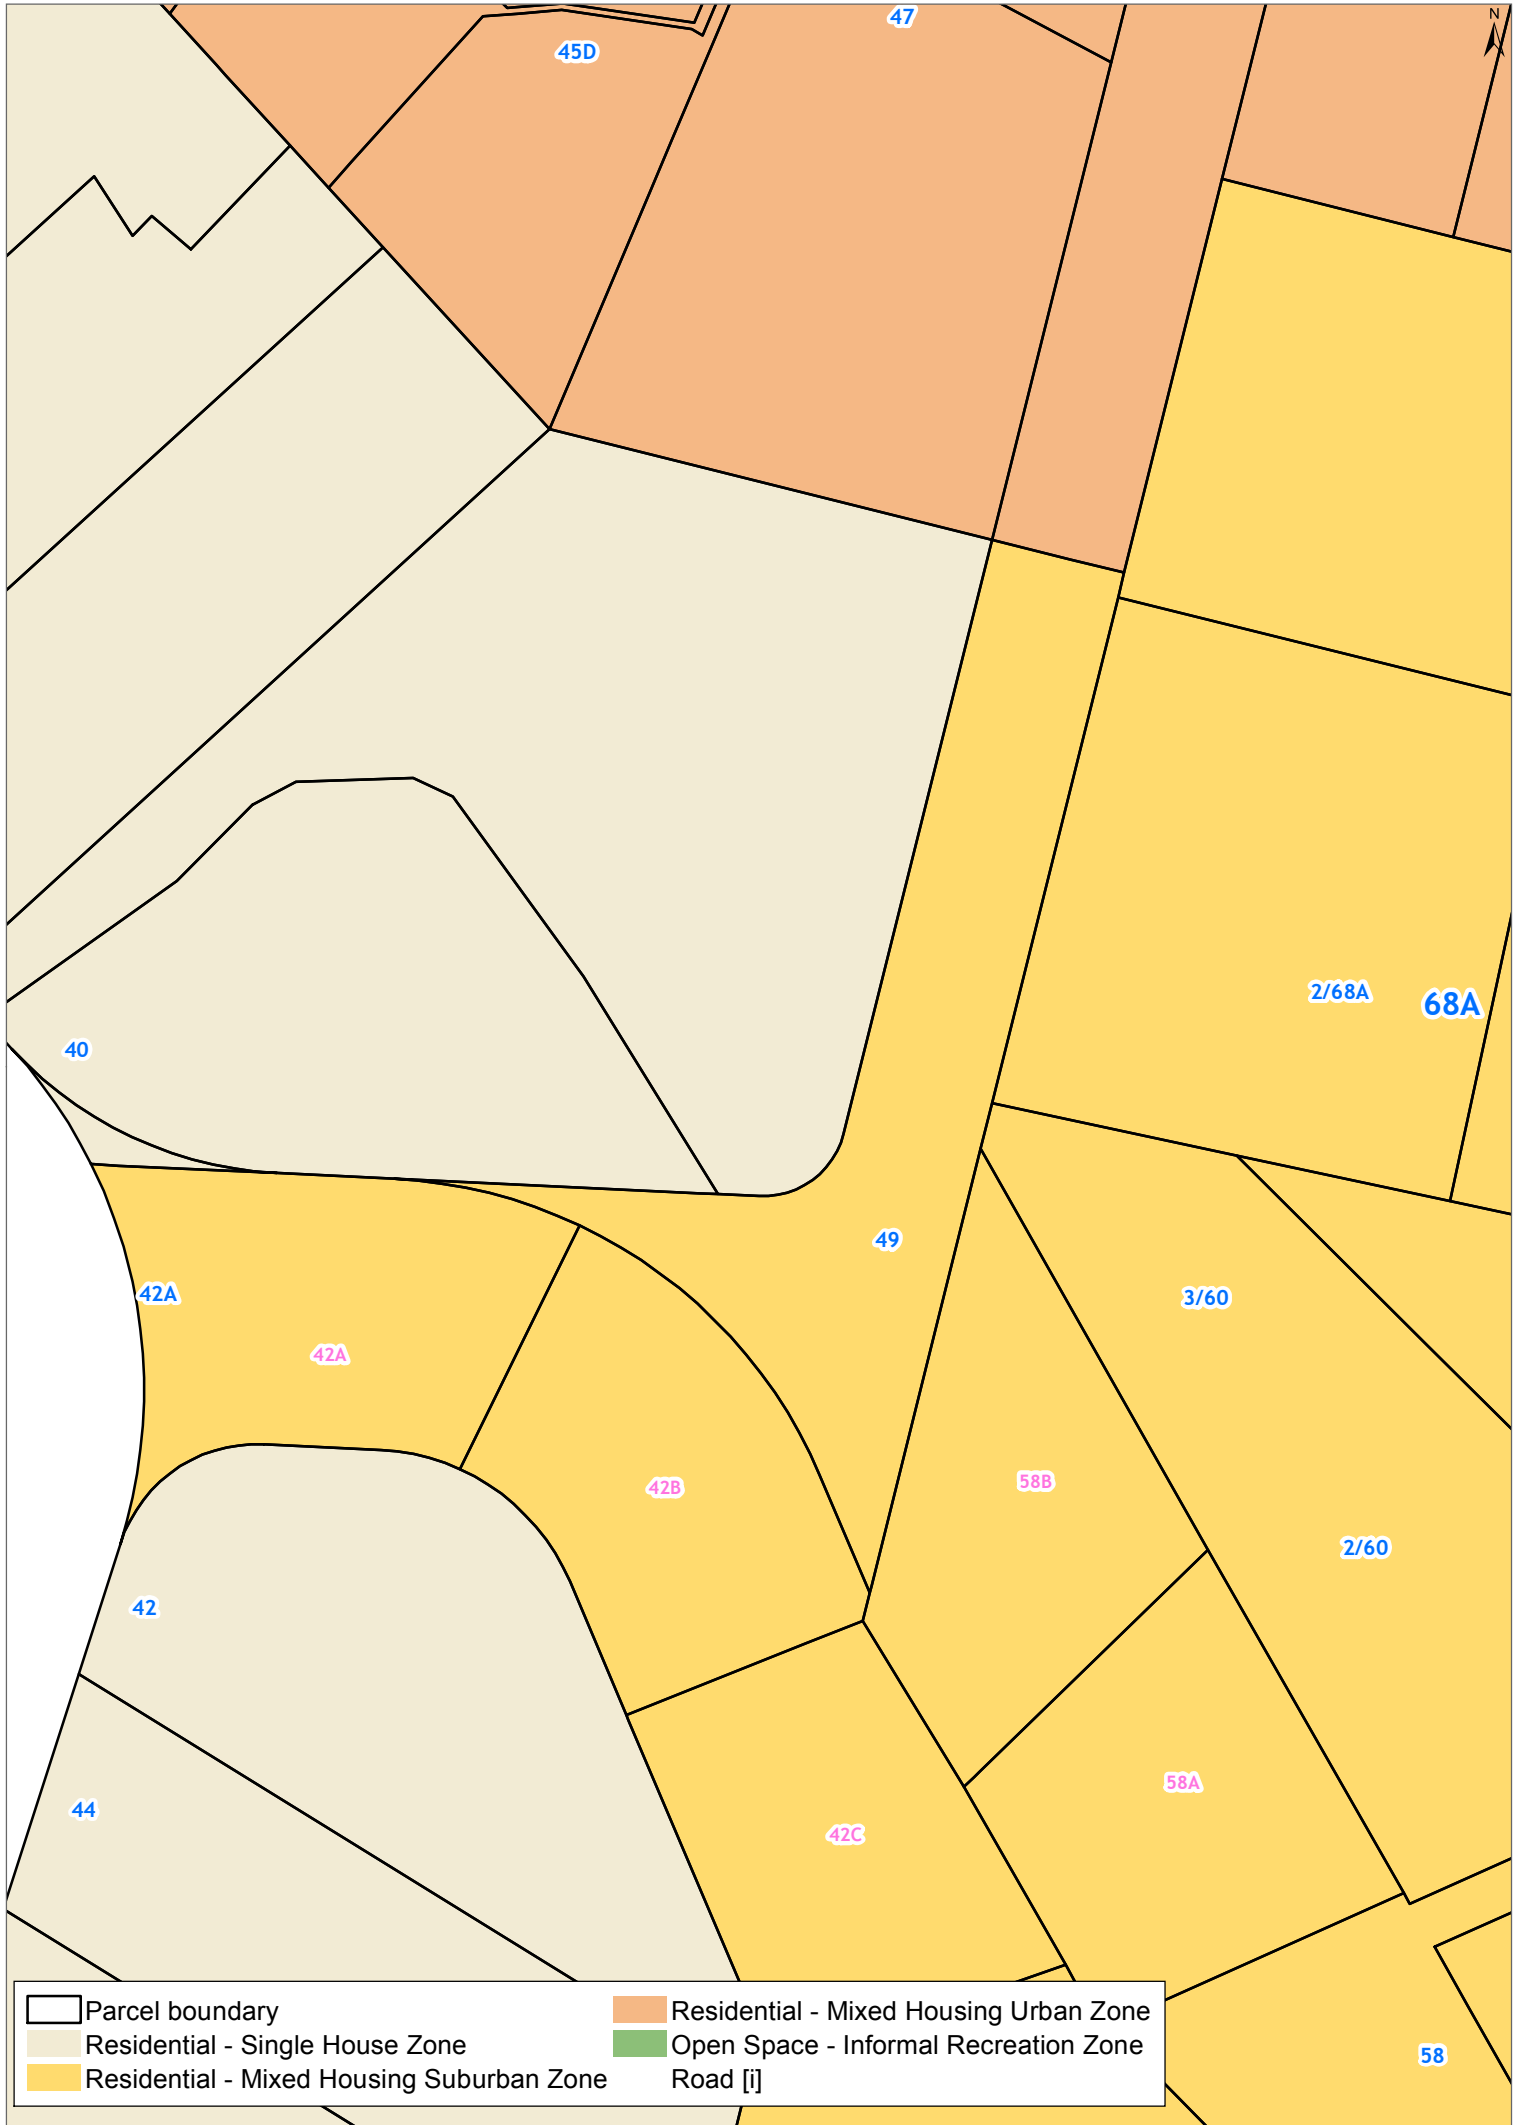 47
N
45D
2/68A
68A
40
49
42A
3/60
42A
58B
42B
2/60
42
58A
44
42C
Parcel boundary
Residential - Single House Zone
Residential - Mixed Housing Suburban Zone
Residential - Mixed Housing Urban Zone
Open Space - Informal Recreation Zone
Road [i]
58